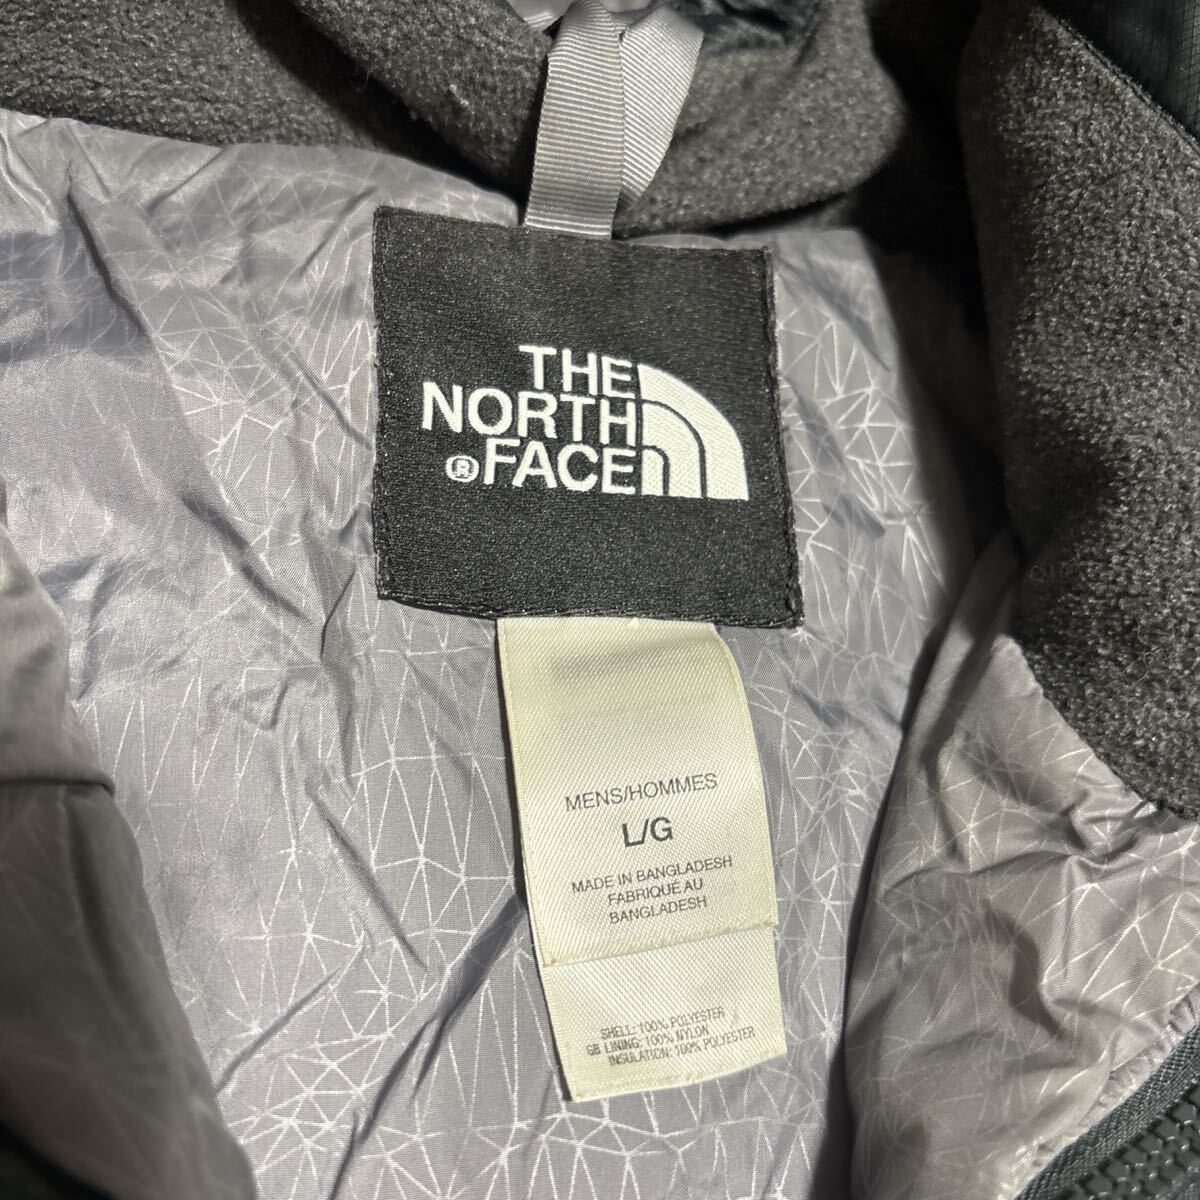 THE
NORTH
® FACE
MENS/HOMMES
L/G
MADE IN BANGLADESH
FABRIQUÉ AU
BANGLADESH
SHELL: 100% POLYESTER
GB LINING: 100% NYLON
INSULATION: 100% POLYESTER